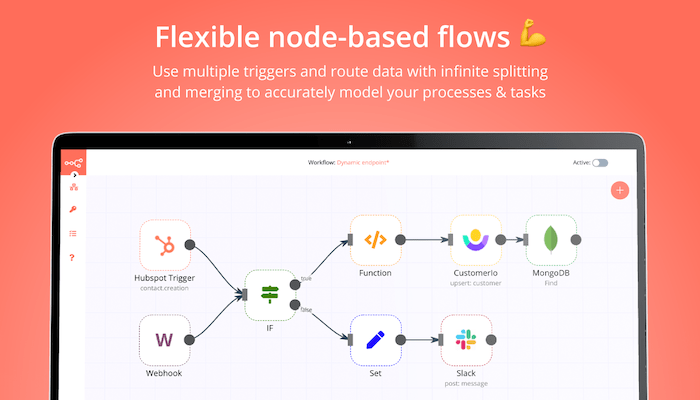 Flexible node-based flows 💪
Use multiple triggers and route data with infinite splitting
and merging to accurately model your processes & tasks
Workflow: Dynamic endpoint*
Active:
Hubspot Trigger
contact.creation
Webhook
IF
true
false
Function
CustomerIo
upsert: customer
MongoDB
Find
Set
Slack
post: message